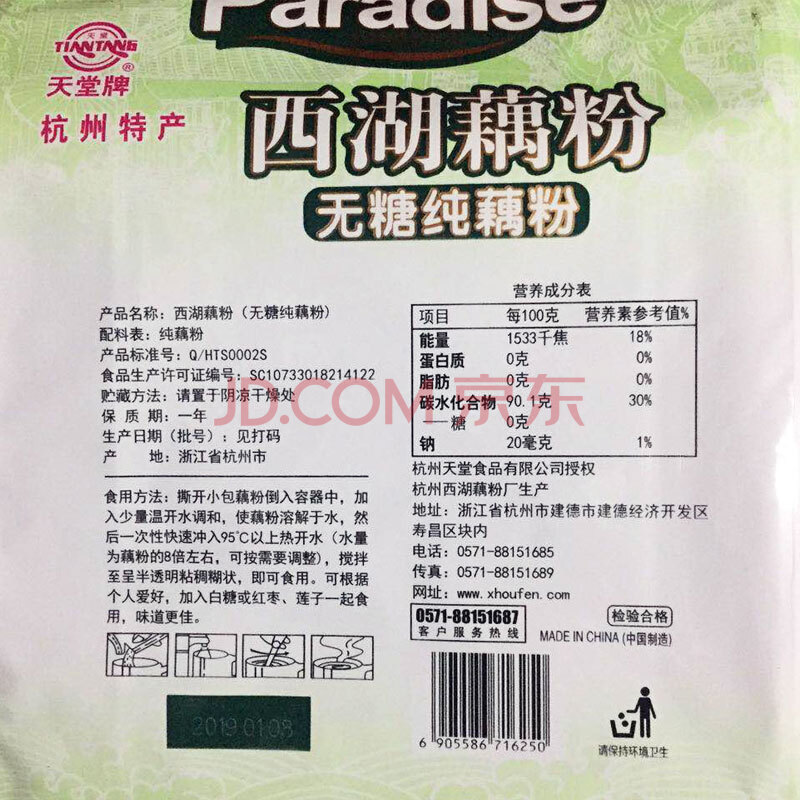 Paradise
天堂
TIANTANG
®
天堂牌
杭州特产
西湖藕粉
无糖纯藕粉
产品名称：西湖藕粉（无糖纯藕粉）
配料表：纯藕粉
产品标准号：Q/HTS0002S
食品生产许可证编号：SC10733018214122
贮藏方法：请置于阴凉干燥处
保 质 期：一年
生产日期（批号）：见打码
产 地：浙江省杭州市
食用方法：撕开小包藕粉倒入容器中，加
入少量温开水调和，使藕粉溶解于水，然
后一次性快速冲入95℃以上热开水（水量
为藕粉的8倍左右，可按需要调整），搅拌
至呈半透明粘稠糊状，即可食用。可根据
个人爱好，加入白糖或红枣、莲子一起食
用，味道更佳。
2019 01 08
营养成分表
项目 每100克 营养素参考值%
能量 1533千焦 18%
蛋白质 0克 0%
脂肪 0克 0%
碳水化合物 90.1克 30%
—糖 0克
钠 20毫克 1%
杭州天堂食品有限公司授权
杭州西湖藕粉厂生产
地址：浙江省杭州市建德市建德经济开发区
寿昌区块内
电话：0571-88151685
传真：0571-88151689
网址：www.xhoufen.com
0571-88151687
客户服务热线
检验合格
MADE IN CHINA (中国制造)
6 905586 716250
请保持环境卫生
JD.COM 京东